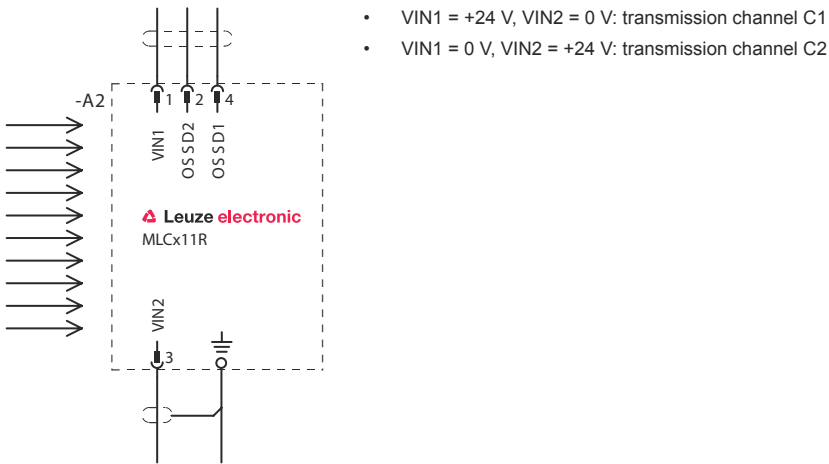 • VIN1 = +24 V, VIN2 = 0 V: transmission channel C1
• VIN1 = 0 V, VIN2 = +24 V: transmission channel C2
-A2
1 2 4
VIN1
OSSD2
OSSD1
Leuze electronic
MLCx11R
VIN2
3